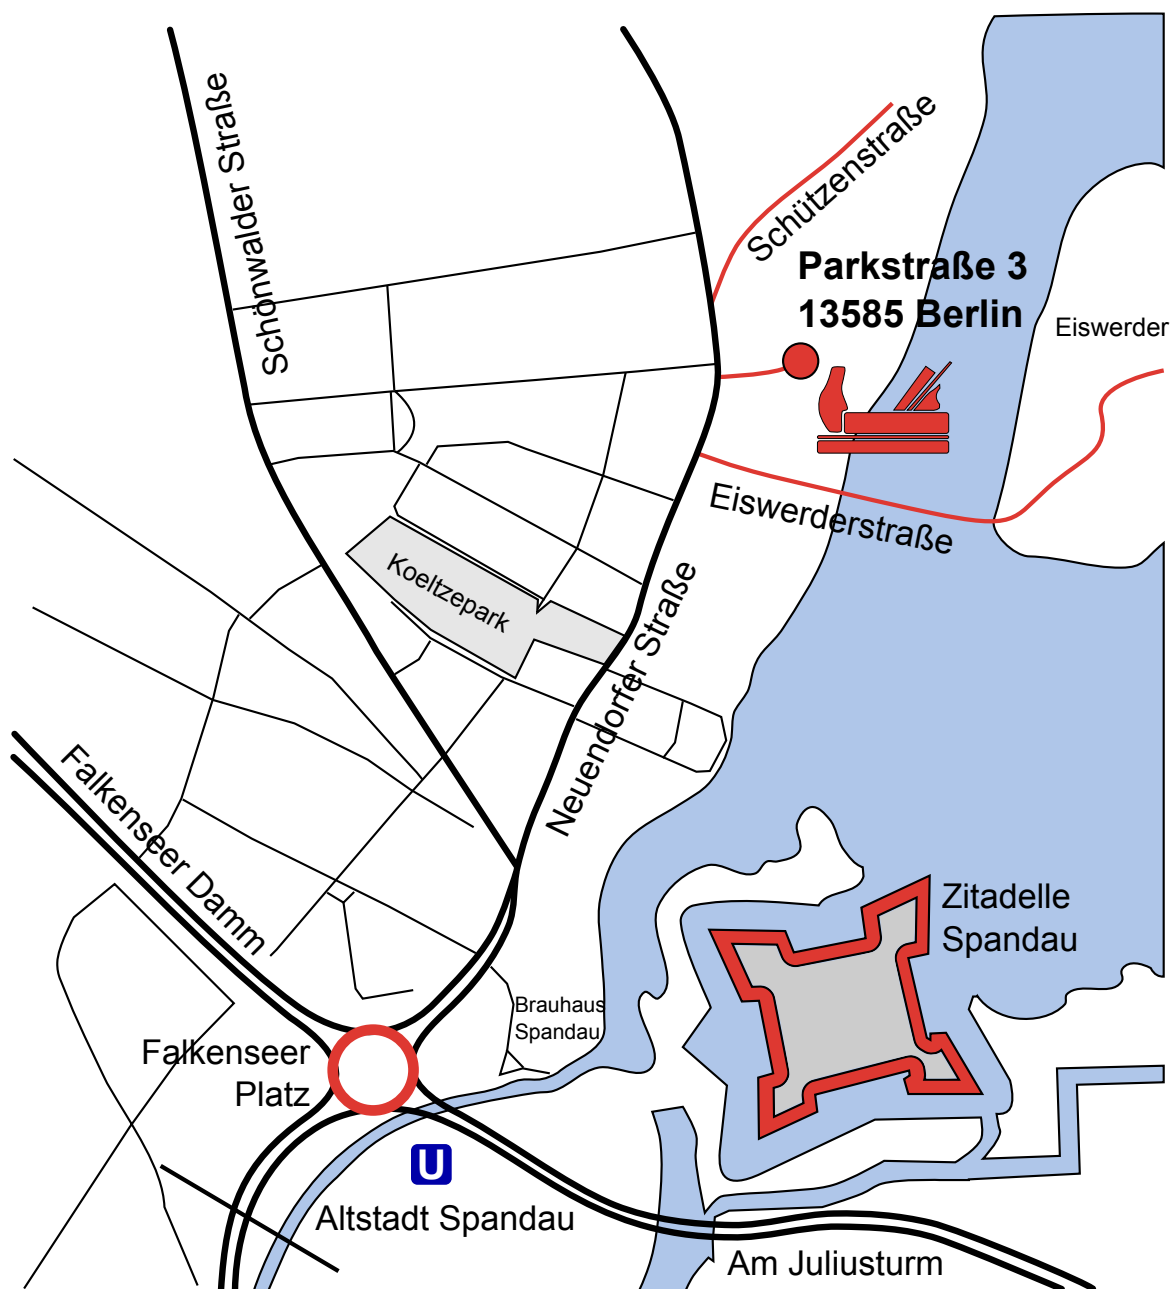 Schönwalder Straße
Schützenstraße
Parkstraße 3
13585 Berlin
Eiswerder
Eiswerderstraße
Koeltzepark
Neuendorfer Straße
Falkenseer Damm
Zitadelle
Spandau
Brauhaus
Spandau
Falkenseer
Platz
U
Altstadt Spandau
Am Juliusturm